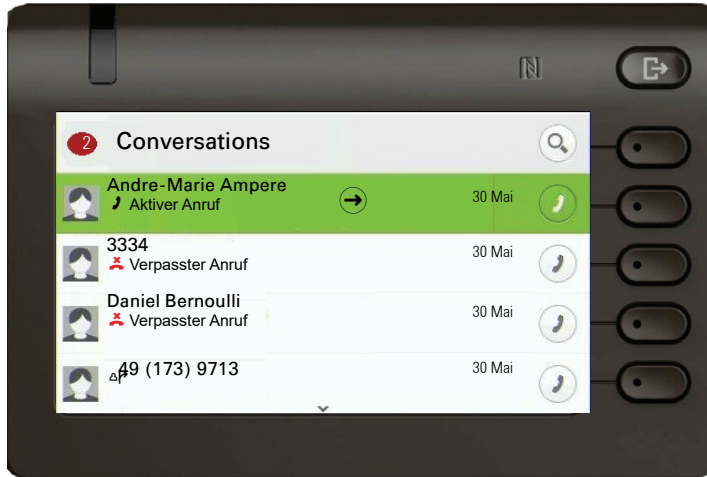 2 Conversations
Andre-Marie Ampere
Aktiver Anruf
30 Mai
3334
Verpasster Anruf
30 Mai
Daniel Bernoulli
Verpasster Anruf
30 Mai
49 (173) 9713
30 Mai